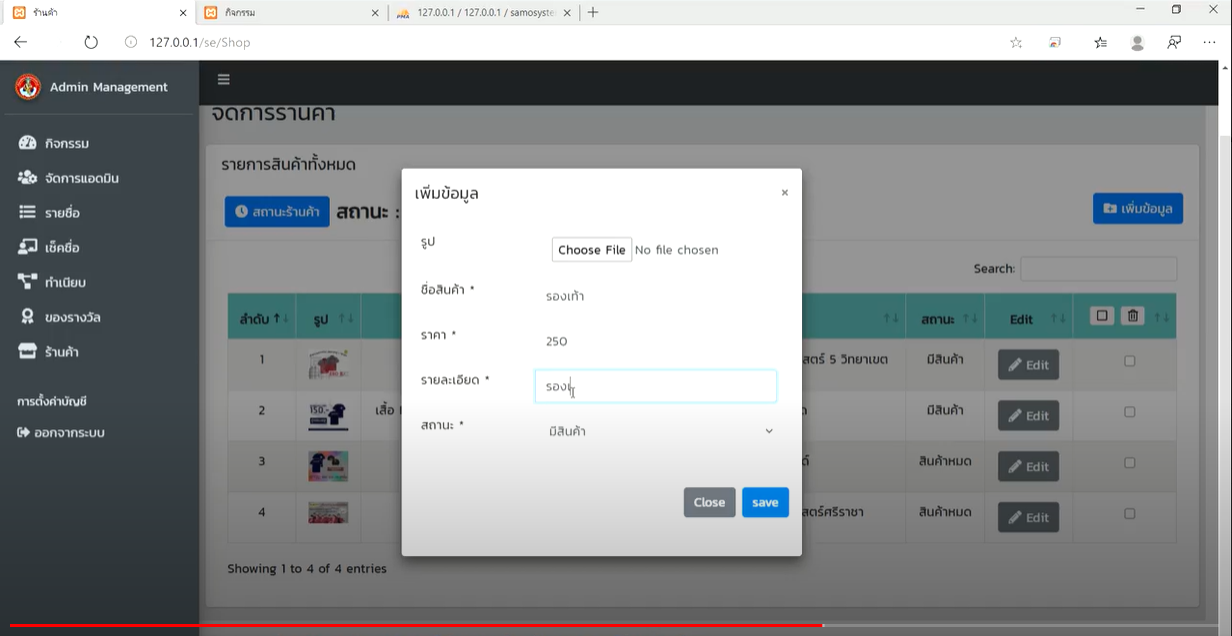 ร้านค้า
กิจกรรม
127.0.0.1 / 127.0.0.1 / samosyste
127.0.0.1/se/Shop
Admin Management
กิจกรรม
จัดการแอดมิน
รายชื่อ
เช็คชื่อ
ทำเนียบ
ของรางวัล
ร้านค้า
การตั้งค่าบัญชี
ออกจากระบบ
จัดการร้านค้า
รายการสินค้าทั้งหมด
สถานะร้านค้า สถานะ :
เพิ่มข้อมูล
Search:
ลำดับ รูป สถานะ Edit
1 สตร์ 5 วิทยาเขต มีสินค้า Edit
2 เสื้อ มีสินค้า Edit
3 สินค้าหมด Edit
4 สตร์ศรีราชา สินค้าหมด Edit
Showing 1 to 4 of 4 entries
เพิ่มข้อมูล ×
รูป Choose File No file chosen
ชื่อสินค้า * รองเท้า
ราคา * 250
รายละเอียด * รองเ
สถานะ * มีสินค้า
Close save